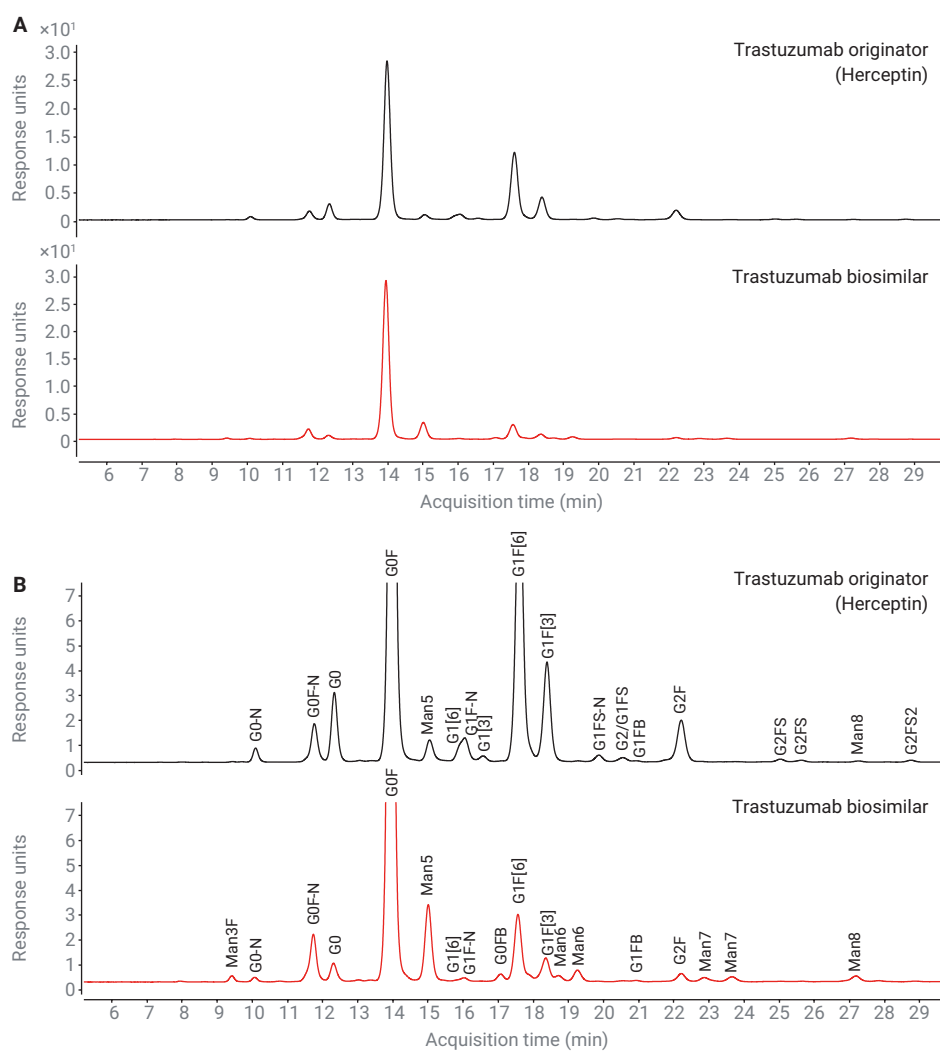 A
×10¹
Trastuzumab originator
(Herceptin)
Response units
3.0
2.5
2.0
1.5
1.0
0.5
0
×10¹
Trastuzumab biosimilar
Response units
3.0
2.5
2.0
1.5
1.0
0.5
0
6 7 8 9 10 11 12 13 14 15 16 17 18 19 20 21 22 23 24 25 26 27 28 29
Acquisition time (min)
B
Trastuzumab originator
(Herceptin)
Response units
7
6
5
4
3
2
1
0
G0-N
G0F-N
G0
G0F
Man5
G1[6]
G1F-N
G1[3]
G1F[6]
G1F[3]
G1FS-N
G2/G1FS
G1FB
G2F
G2FS
G2FS
Man8
G2FS2
Trastuzumab biosimilar
Response units
7
6
5
4
3
2
1
0
Man3F
G0-N
G0F-N
G0
G0F
Man5
G1[6]
G1F-N
G0FB
G1F[6]
G1F[3]
Man6
Man6
G1FB
G2F
Man7
Man7
Man8
6 7 8 9 10 11 12 13 14 15 16 17 18 19 20 21 22 23 24 25 26 27 28 29
Acquisition time (min)